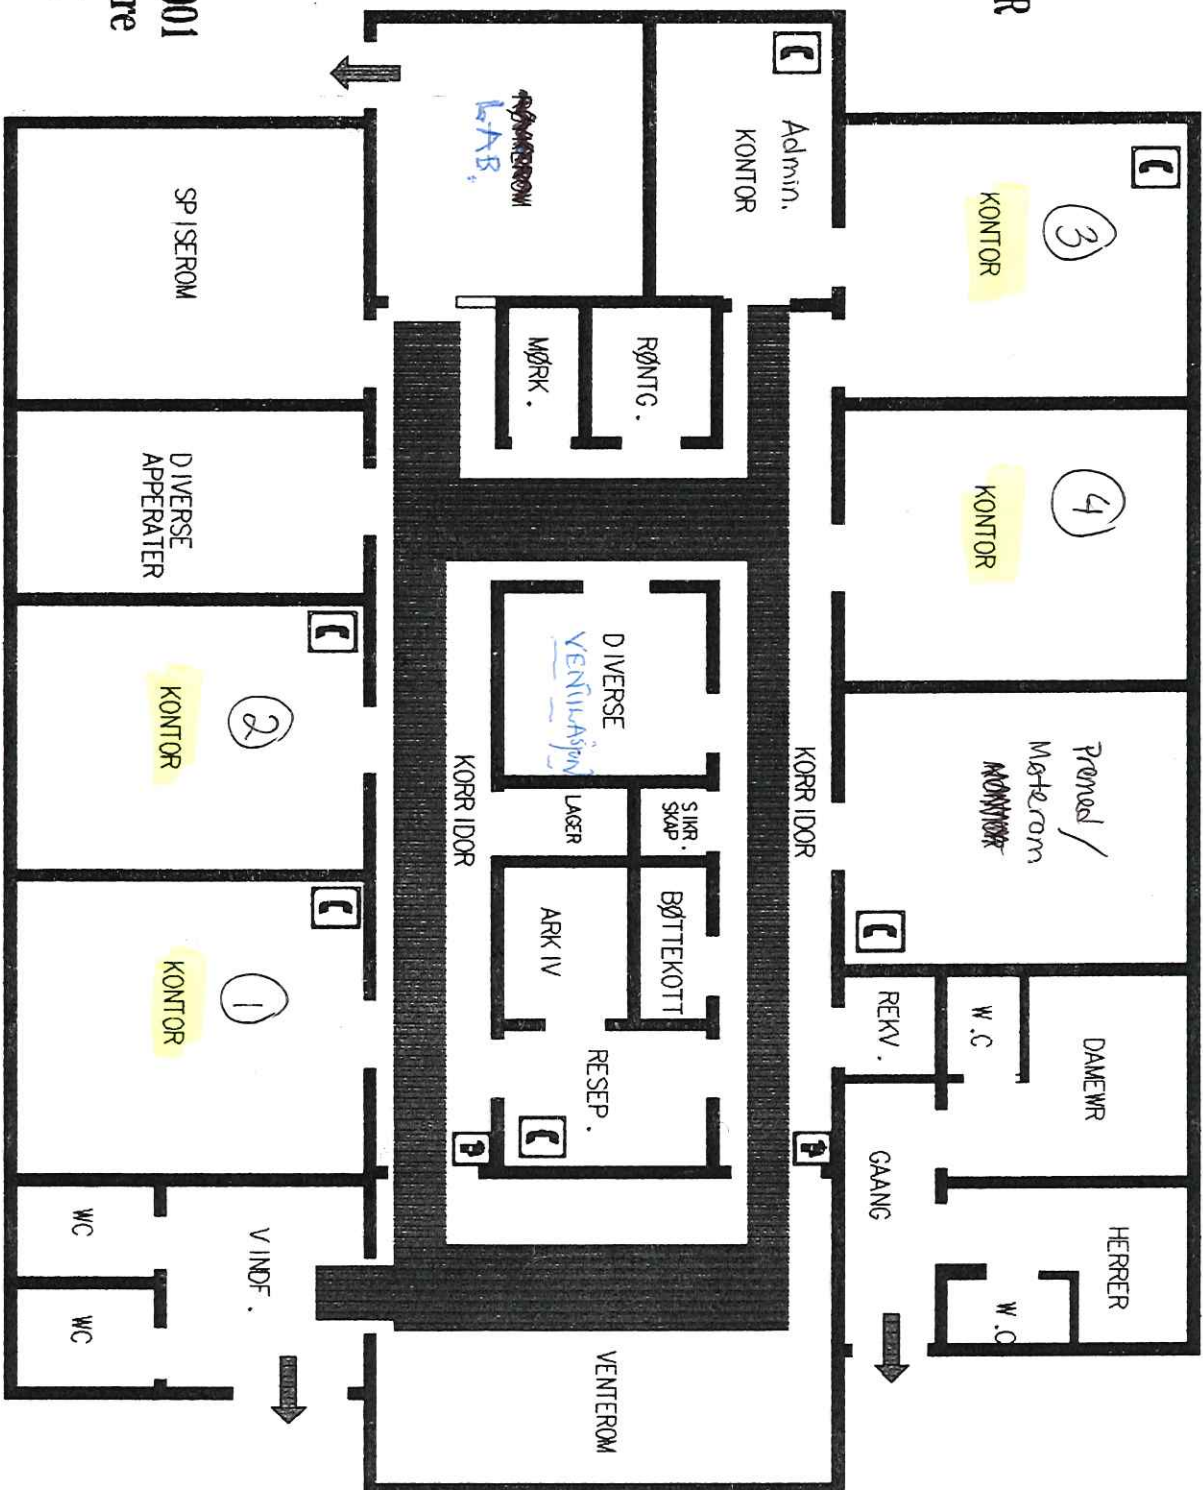 R
3
KONTOR
4
KONTOR
Premed/
Møterom
DAMEWR
W.C
REKV.
HERRER
W.C
GAANG
Admin.
KONTOR
KORRIDOR
RØNTG.
MØRK.
DIVERSE
VENTILASJON
SIKR.
SKAP
LAGER
BØTTEKOTT
ARKIV
RESEP.
VENTEROM
LAB.
KORRIDOR
SPISEROM
DIVERSE
APPERATER
2
KONTOR
1
KONTOR
VINDF.
WC
WC
001
re